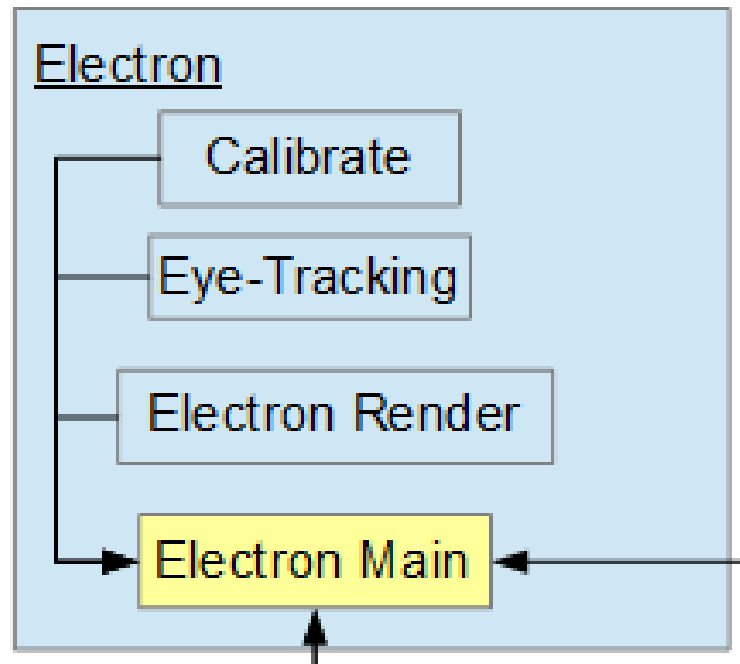 Electron
Calibrate
Eye-Tracking
Electron Render
Electron Main